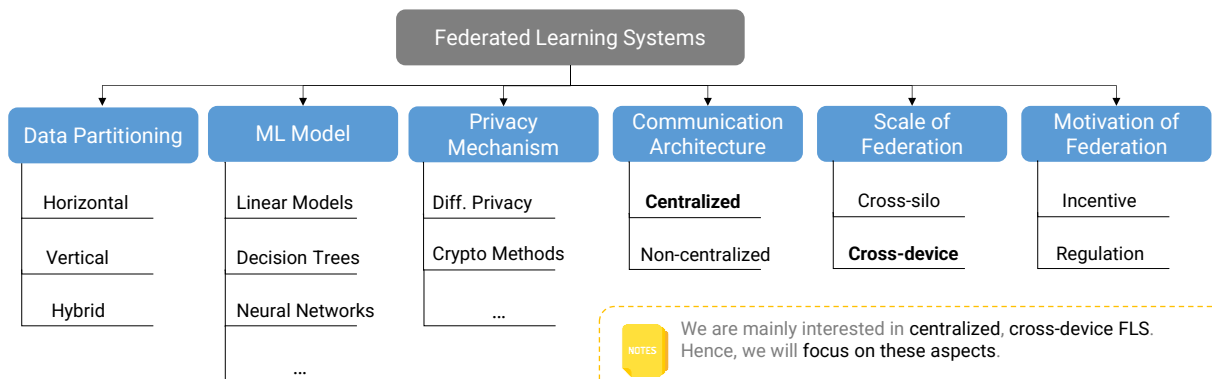 Federated Learning Systems
Data Partitioning
Horizontal
Vertical
Hybrid
ML Model
Linear Models
Decision Trees
Neural Networks
...
Privacy
Mechanism
Diff. Privacy
Crypto Methods
...
Communication
Architecture
Centralized
Non-centralized
Scale of
Federation
Cross-silo
Cross-device
Motivation of
Federation
Incentive
Regulation
NOTES
We are mainly interested in centralized, cross-device FLS.
Hence, we will focus on these aspects.